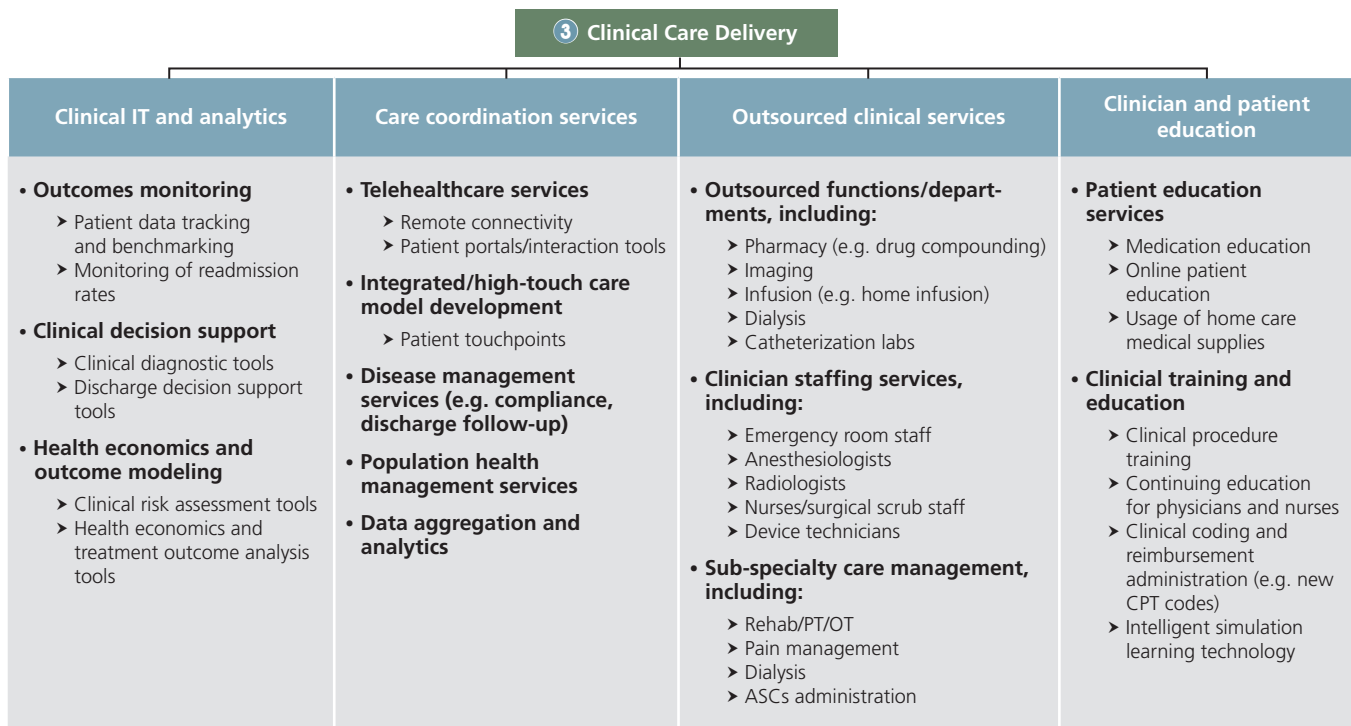 3 Clinical Care Delivery
Clinical IT and analytics
• Outcomes monitoring
➤ Patient data tracking
and benchmarking
➤ Monitoring of readmission
rates
• Clinical decision support
➤ Clinical diagnostic tools
➤ Discharge decision support
tools
• Health economics and
outcome modeling
➤ Clinical risk assessment tools
➤ Health economics and
treatment outcome analysis
tools
Care coordination services
• Telehealthcare services
➤ Remote connectivity
➤ Patient portals/interaction tools
• Integrated/high-touch care
model development
➤ Patient touchpoints
• Disease management
services (e.g. compliance,
discharge follow-up)
• Population health
management services
• Data aggregation and
analytics
Outsourced clinical services
• Outsourced functions/depart-
ments, including:
➤ Pharmacy (e.g. drug compounding)
➤ Imaging
➤ Infusion (e.g. home infusion)
➤ Dialysis
➤ Catheterization labs
• Clinician staffing services,
including:
➤ Emergency room staff
➤ Anesthesiologists
➤ Radiologists
➤ Nurses/surgical scrub staff
➤ Device technicians
• Sub-specialty care management,
including:
➤ Rehab/PT/OT
➤ Pain management
➤ Dialysis
➤ ASCs administration
Clinician and patient
education
• Patient education
services
➤ Medication education
➤ Online patient
education
➤ Usage of home care
medical supplies
• Clinicial training and
education
➤ Clinical procedure
training
➤ Continuing education
for physicians and nurses
➤ Clinical coding and
reimbursement
administration (e.g. new
CPT codes)
➤ Intelligent simulation
learning technology